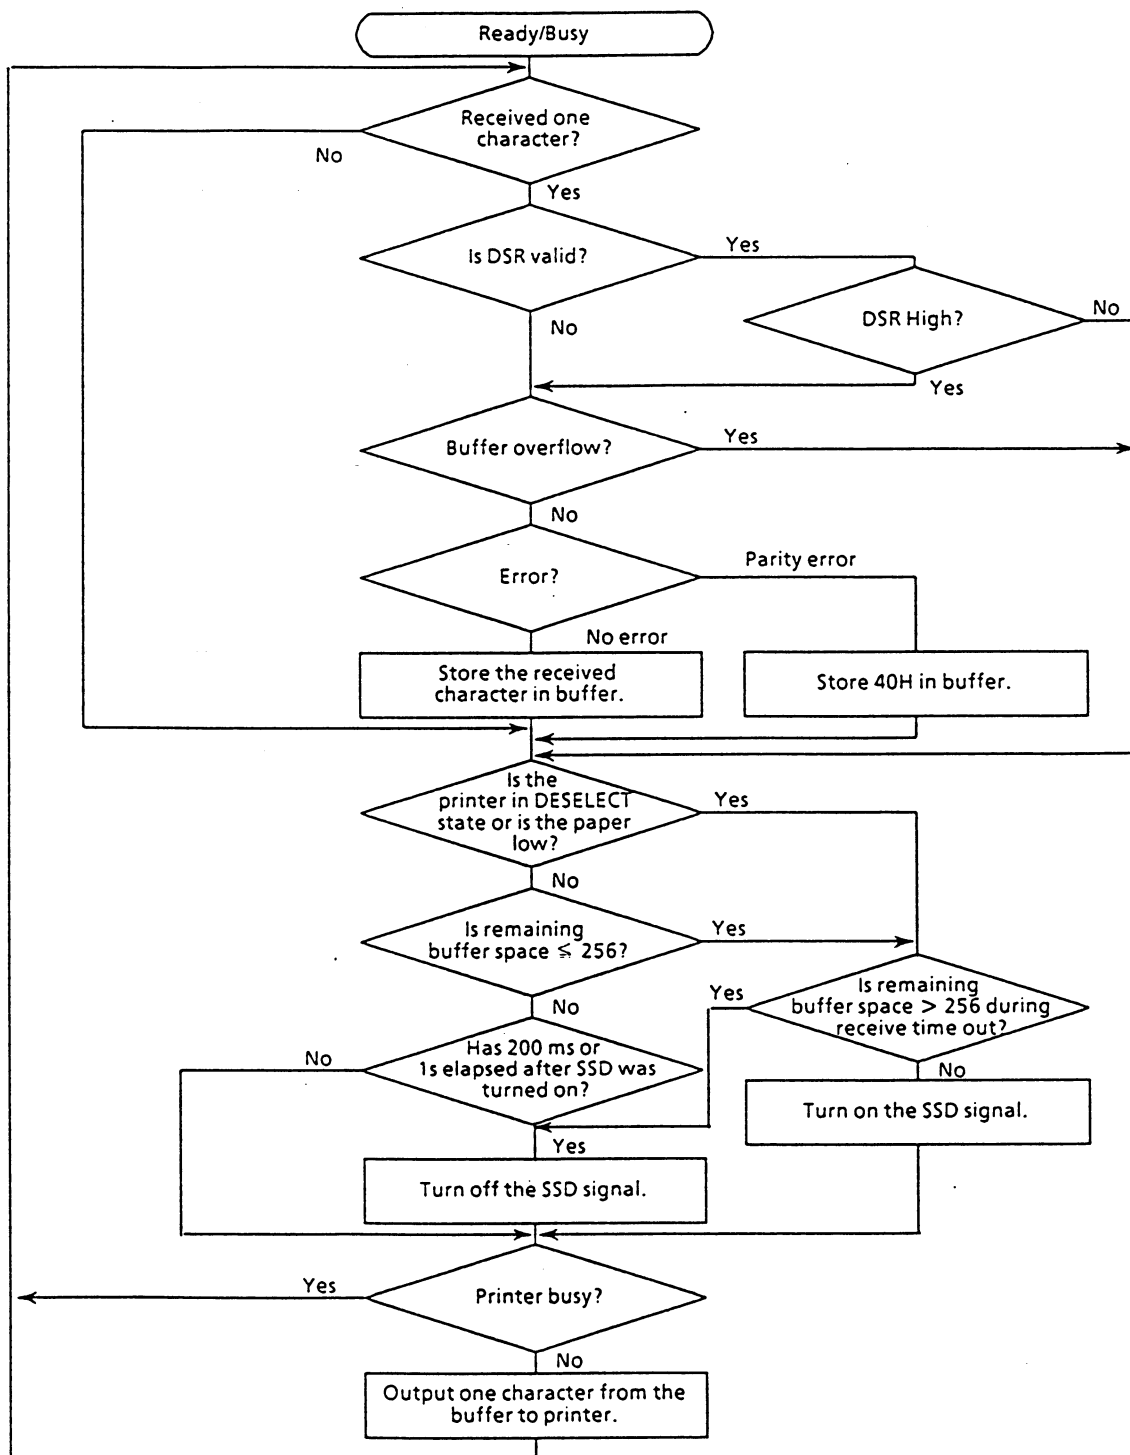 Ready/Busy
Received one
character?
No
Yes
Is DSR valid?
Yes
DSR High?
No
No
Yes
Buffer overflow?
Yes
No
Error?
Parity error
No error
Store the received
character in buffer.
Store 40H in buffer.
Is the
printer in DESELECT
state or is the paper
low?
Yes
No
Is remaining
buffer space ≦ 256?
Yes
Is remaining
buffer space > 256 during
receive time out?
Yes
No
No
Has 200 ms or
1s elapsed after SSD was
turned on?
No
Turn on the SSD signal.
Yes
Turn off the SSD signal.
Printer busy?
Yes
No
Output one character from the
buffer to printer.